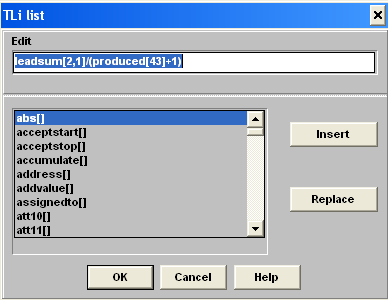 TLi list
Edit
leadsum[2,1]/(produced[43]+1)
abs[]
acceptstart[]
acceptstop[]
accumulate[]
address[]
addvalue[]
assignedto[]
att10[]
att11[]
Insert
Replace
OK
Cancel
Help